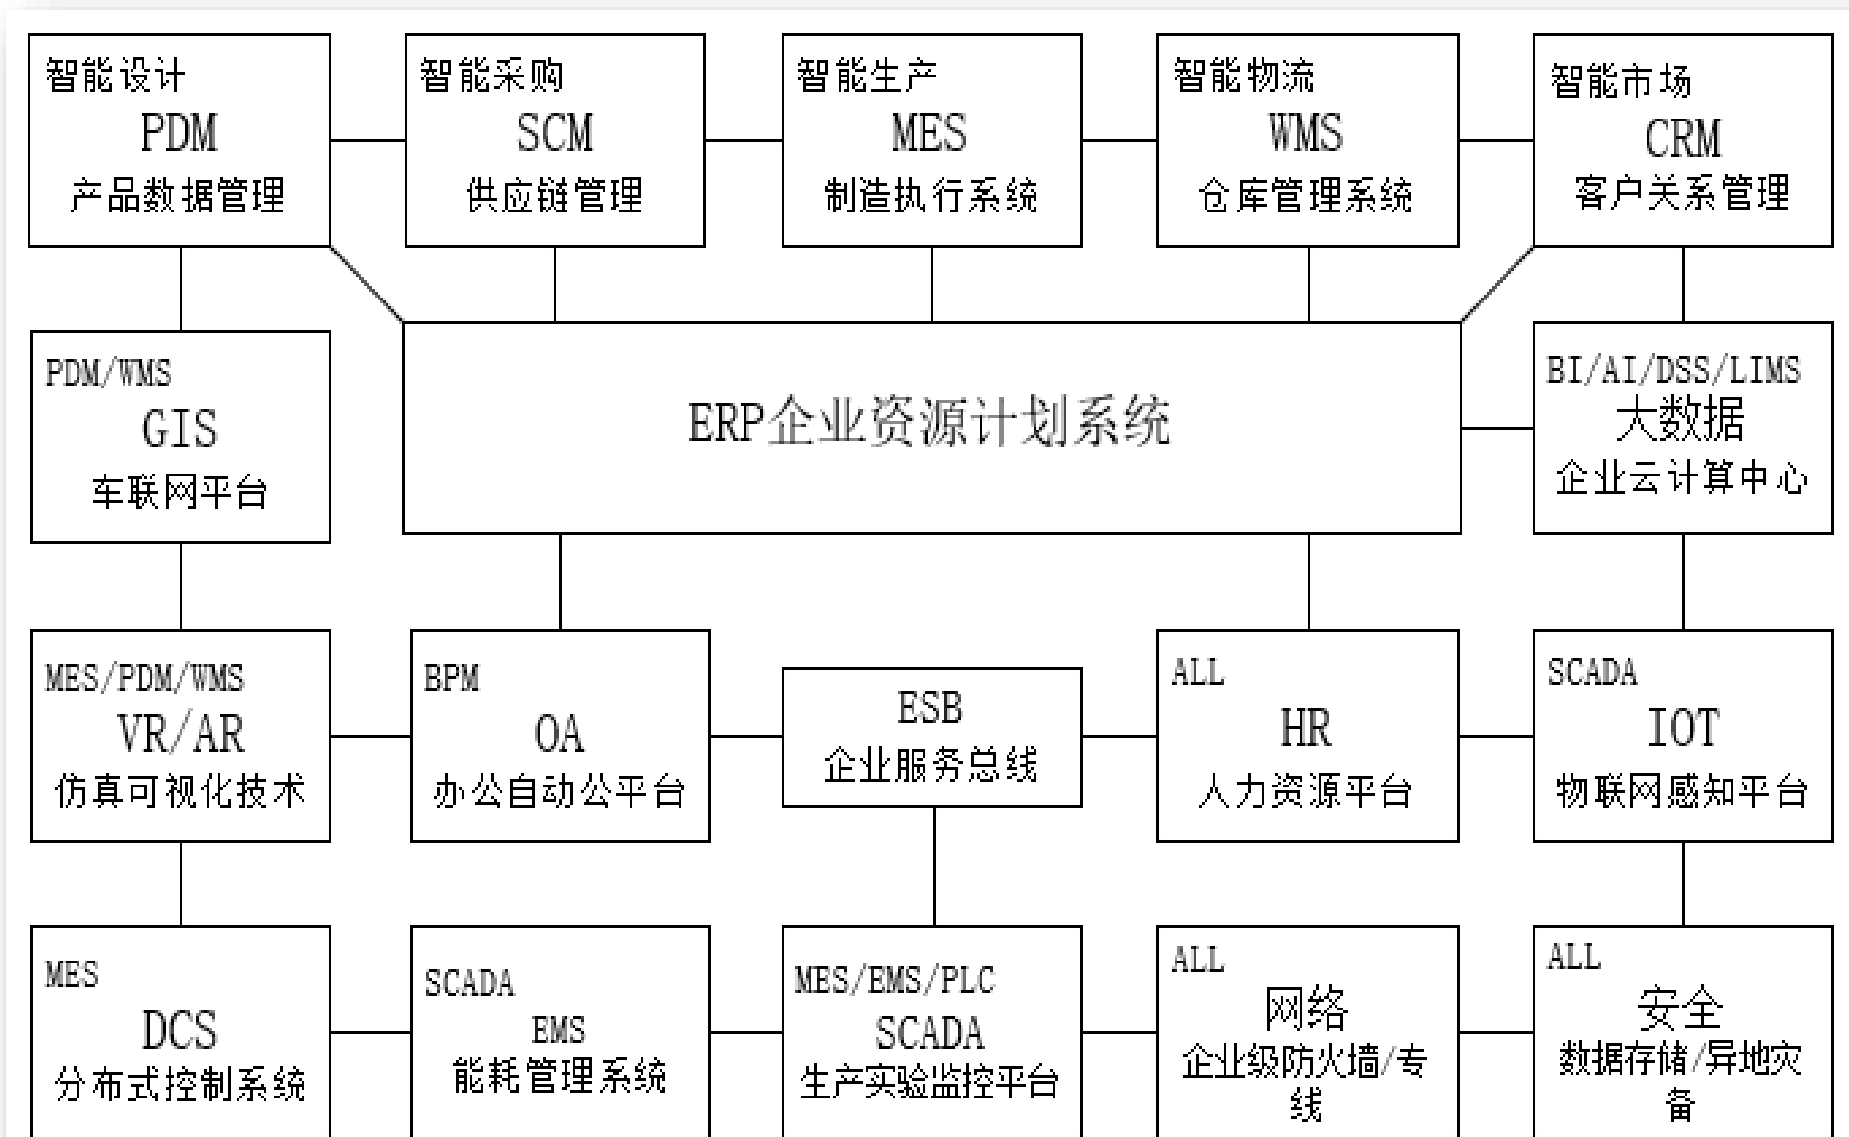 智能设计
PDM
产品数据管理
智能采购
SCM
供应链管理
智能生产
MES
制造执行系统
智能物流
WMS
仓库管理系统
智能市场
CRM
客户关系管理
PDM/WMS
GIS
车联网平台
ERP企业资源计划系统
BI/AI/DSS/LIMS
大数据
企业云计算中心
MES/PDM/WMS
VR/AR
仿真可视化技术
BPM
OA
办公自动公平台
ESB
企业服务总线
ALL
HR
人力资源平台
SCADA
IOT
物联网感知平台
MES
DCS
分布式控制系统
SCADA
EMS
能耗管理系统
MES/EMS/PLC
SCADA
生产实验监控平台
ALL
网络
企业级防火墙/专
线
ALL
安全
数据存储/异地灾
备